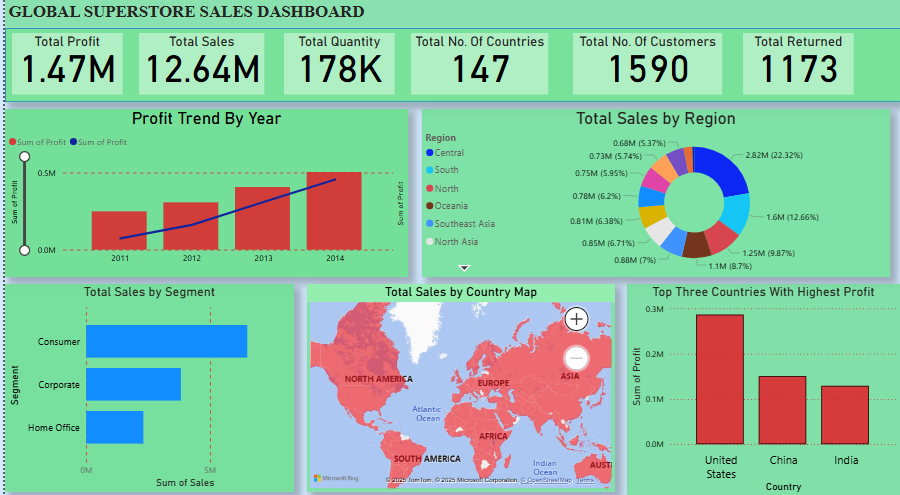 GLOBAL SUPERSTORE SALES DASHBOARD
Total Profit
1.47M
Total Sales
12.64M
Total Quantity
178K
Total No. Of Countries
147
Total No. Of Customers
1590
Total Returned
1173
Profit Trend By Year
Sum of Profit
Sum of Profit
Sum of Profit
0.5M
0.0M
2011
2012
2013
2014
Sum of Profit
Total Sales by Region
Region
Central
South
North
Oceania
Southeast Asia
North Asia
2.82M (22.32%)
1.6M (12.66%)
1.25M (9.87%)
1.1M (8.7%)
0.88M (7%)
0.85M (6.71%)
0.81M (6.38%)
0.78M (6.2%)
0.75M (5.95%)
0.73M (5.74%)
0.68M (5.37%)
Total Sales by Segment
Segment
Consumer
Corporate
Home Office
0M
5M
Sum of Sales
Total Sales by Country Map
NORTH AMERICA
EUROPE
ASIA
Atlantic
Ocean
AFRICA
SOUTH AMERICA
Indian
Ocean
AUST
Microsoft Bing
© 2025 TomTom, © 2025 Microsoft Corporation, © OpenStreetMap Terms
Top Three Countries With Highest Profit
Sum of Profit
0.3M
0.2M
0.1M
0.0M
United
States
China
India
Country